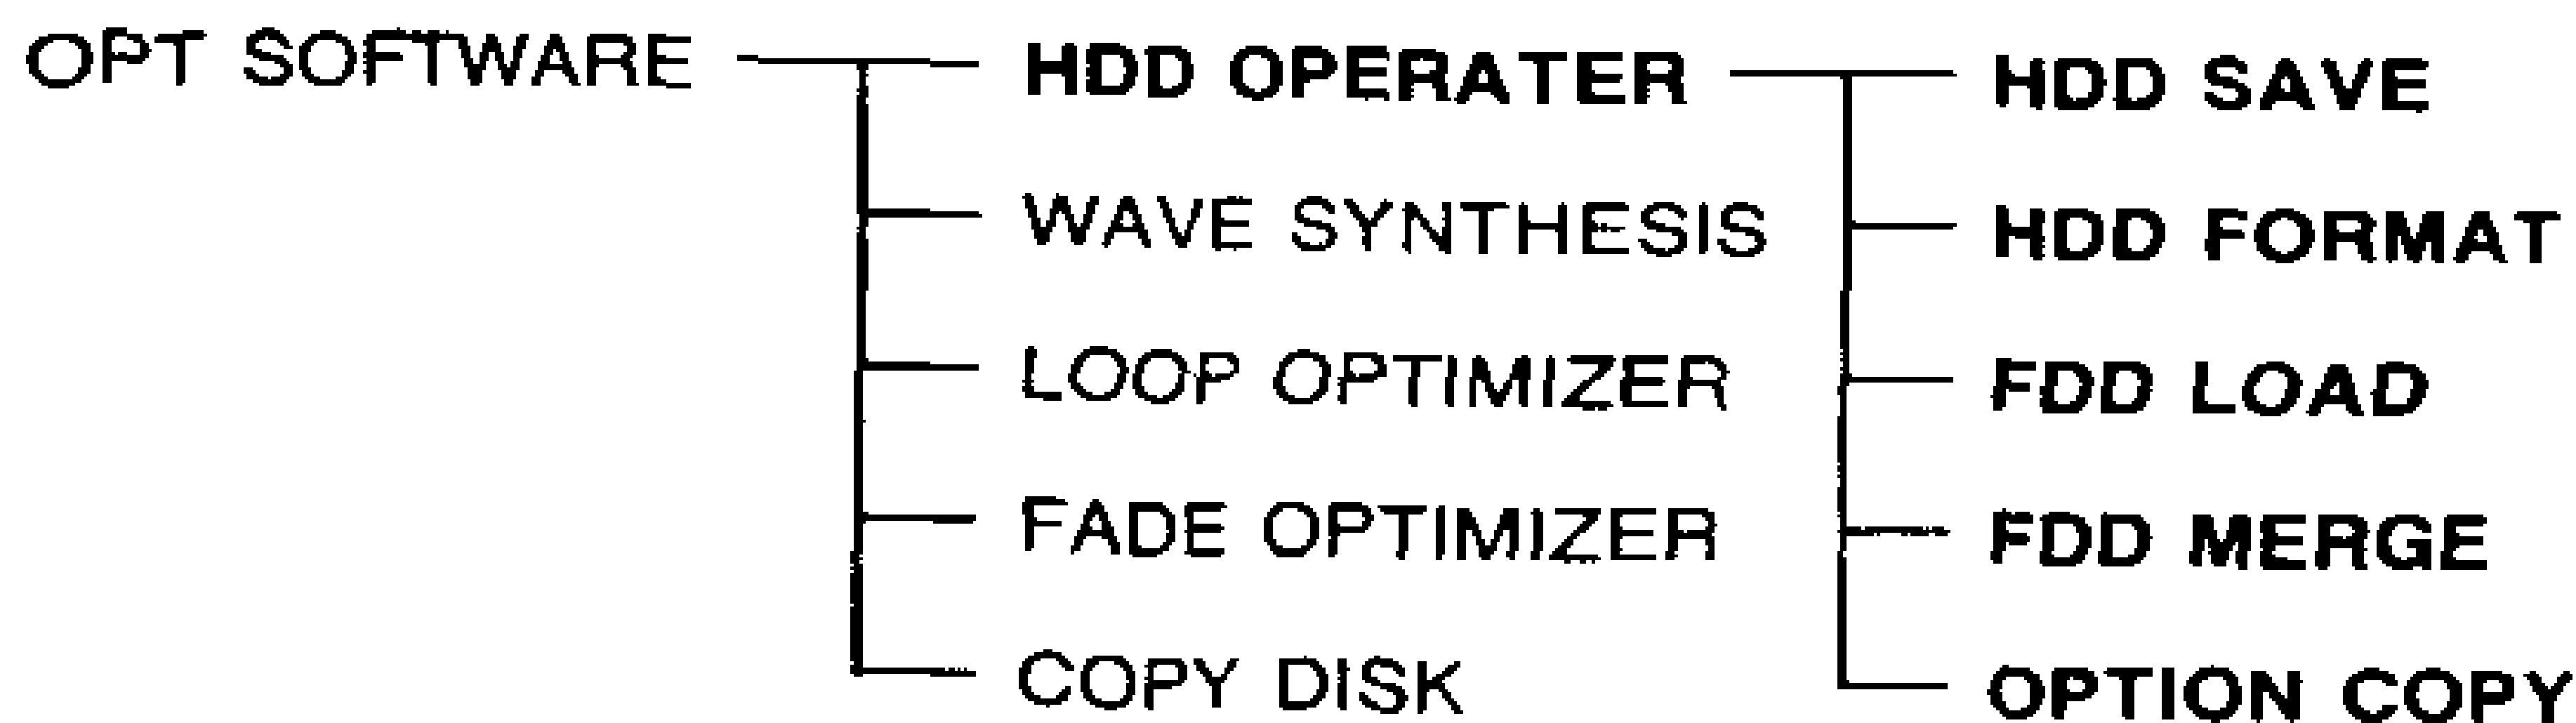 OPT SOFTWARE HDD OPERATER HDD SAVE
WAVE SYNTHESIS HDD FORMAT
LOOP OPTIMIZER FDD LOAD
FADE OPTIMIZER FDD MERGE
COPY DISK OPTION COPY